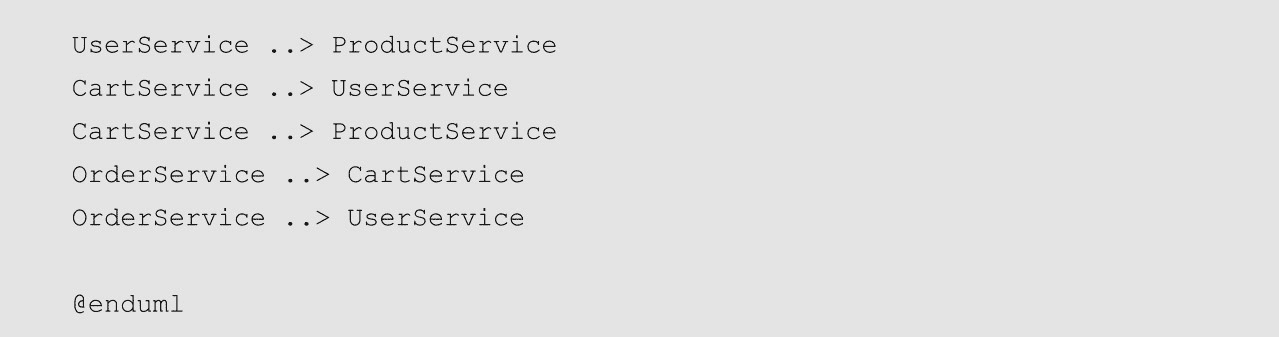 UserService ..> ProductService
CartService ..> UserService
CartService ..> ProductService
OrderService ..> CartService
OrderService ..> UserService
@enduml